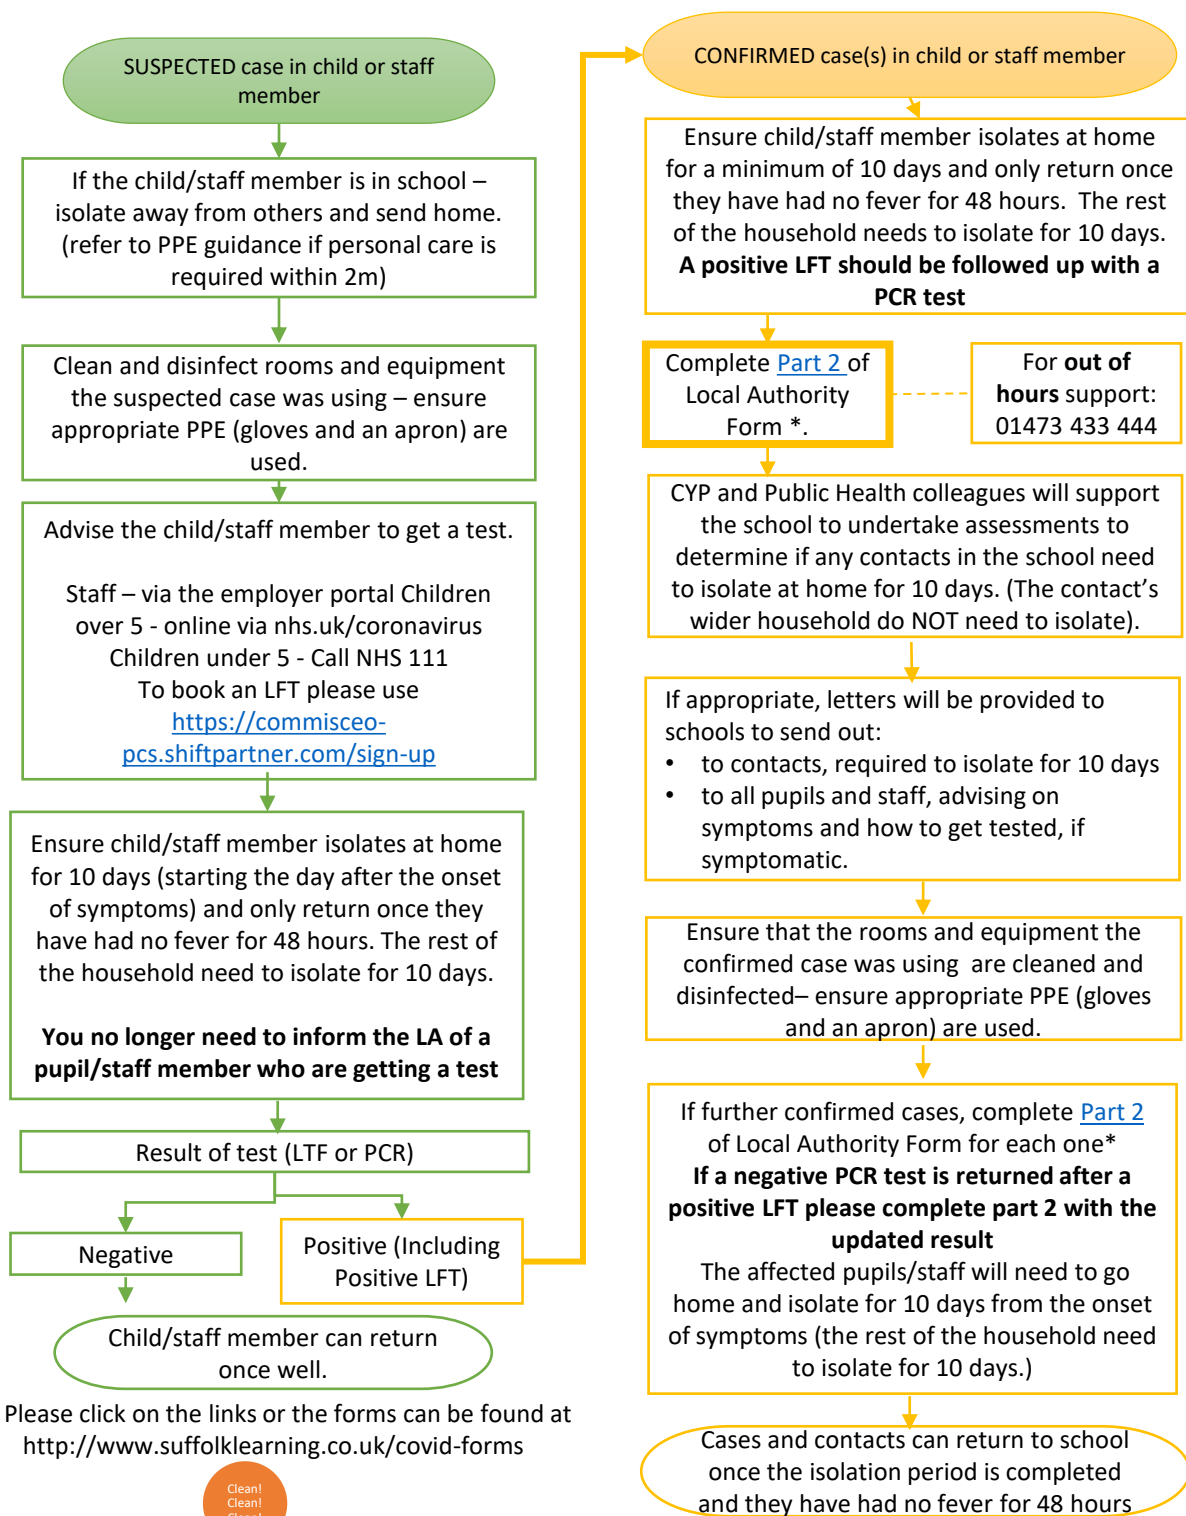 SUSPECTED case in child or staff
member
If the child/staff member is in school –
isolate away from others and send home.
(refer to PPE guidance if personal care is
required within 2m)
Clean and disinfect rooms and equipment
the suspected case was using – ensure
appropriate PPE (gloves and an apron) are
used.
Advise the child/staff member to get a test.
Staff – via the employer portal Children
over 5 - online via nhs.uk/coronavirus
Children under 5 - Call NHS 111
To book an LFT please use
https://commisceo-
pcs.shiftpartner.com/sign-up
Ensure child/staff member isolates at home
for 10 days (starting the day after the onset
of symptoms) and only return once they
have had no fever for 48 hours. The rest of
the household need to isolate for 10 days.
You no longer need to inform the LA of a
pupil/staff member who are getting a test
Result of test (LTF or PCR)
Negative
Positive (Including
Positive LFT)
Child/staff member can return
once well.
Please click on the links or the forms can be found at
http://www.suffolklearning.co.uk/covid-forms
Clean!
Clean!
Clean!
CONFIRMED case(s) in child or staff member
Ensure child/staff member isolates at home
for a minimum of 10 days and only return once
they have had no fever for 48 hours.  The rest
of the household needs to isolate for 10 days.
A positive LFT should be followed up with a
PCR test
Complete Part 2 of
Local Authority
Form *.
For out of
hours support:
01473 433 444
CYP and Public Health colleagues will support
the school to undertake assessments to
determine if any contacts in the school need
to isolate at home for 10 days. (The contact’s
wider household do NOT need to isolate).
If appropriate, letters will be provided to
schools to send out:
• to contacts, required to isolate for 10 days
• to all pupils and staff, advising on
symptoms and how to get tested, if
symptomatic.
Ensure that the rooms and equipment the
confirmed case was using  are cleaned and
disinfected– ensure appropriate PPE (gloves
and an apron) are used.
If further confirmed cases, complete Part 2
of Local Authority Form for each one*
If a negative PCR test is returned after a
positive LFT please complete part 2 with the
updated result
The affected pupils/staff will need to go
home and isolate for 10 days from the onset
of symptoms (the rest of the household need
to isolate for 10 days.)
Cases and contacts can return to school
once the isolation period is completed
and they have had no fever for 48 hours